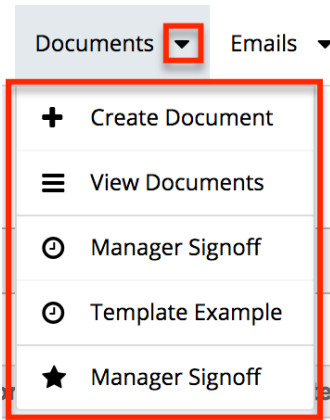 Documents Emails
Create Document
View Documents
Manager Signoff
Template Example
Manager Signoff